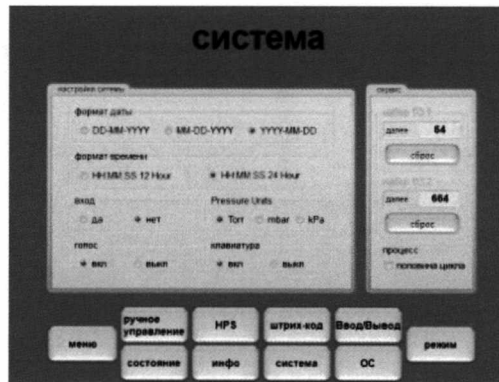 система
настройки системы
формат даты
DD-MM-YYYY MM-DD-YYYY YYYY-MM-DD
формат времени
HH:MM:SS 12 Hour HH:MM:SS 24 Hour
вход
да нет
Pressure Units
Torr mbar kPa
голос
вкл выкл
клавиатура
вкл выкл
сервис
далее 64
сброс
далее 664
сброс
процесс
половина цикла
меню
ручное управление
HPS
штрих-код
Ввод/Вывод
режим
состояние
инфо
система
ОС